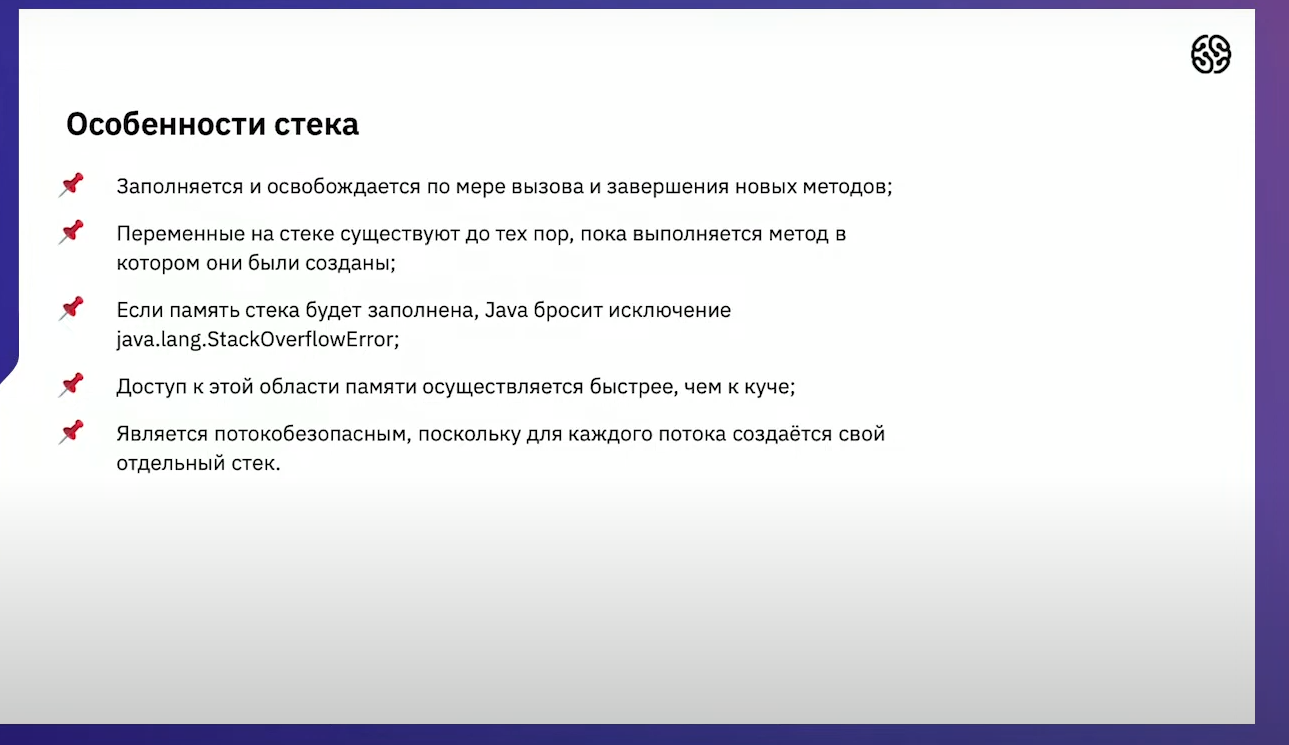 Особенности стека
Заполняется и освобождается по мере вызова и завершения новых методов;
Переменные на стеке существуют до тех пор, пока выполняется метод в
котором они были созданы;
Если память стека будет заполнена, Java бросит исключение
java.lang.StackOverflowError;
Доступ к этой области памяти осуществляется быстрее, чем к куче;
Является потокобезопасным, поскольку для каждого потока создаётся свой
отдельный стек.